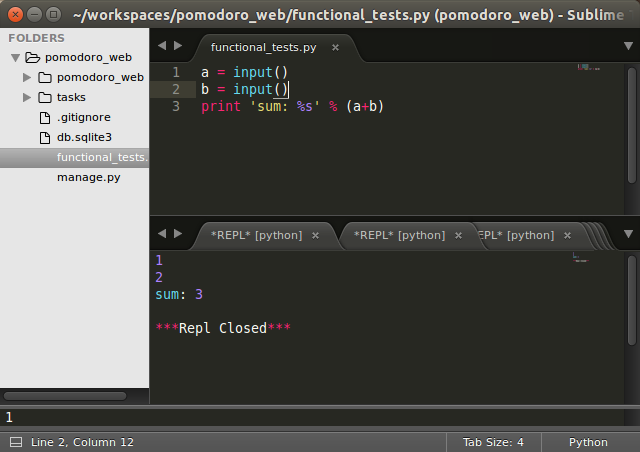 ~/workspaces/pomodoro_web/functional_tests.py (pomodoro_web) - Sublime
FOLDERS
pomodoro_web
pomodoro_web
tasks
.gitignore
db.sqlite3
functional_tests.
manage.py
functional_tests.py
1 a = input()
2 b = input()
3 print 'sum: %s' % (a+b)
*REPL* [python]
*REPL* [python]
EPL* [python]
1
2
sum: 3
***Repl Closed***
1
Line 2, Column 12
Tab Size: 4
Python